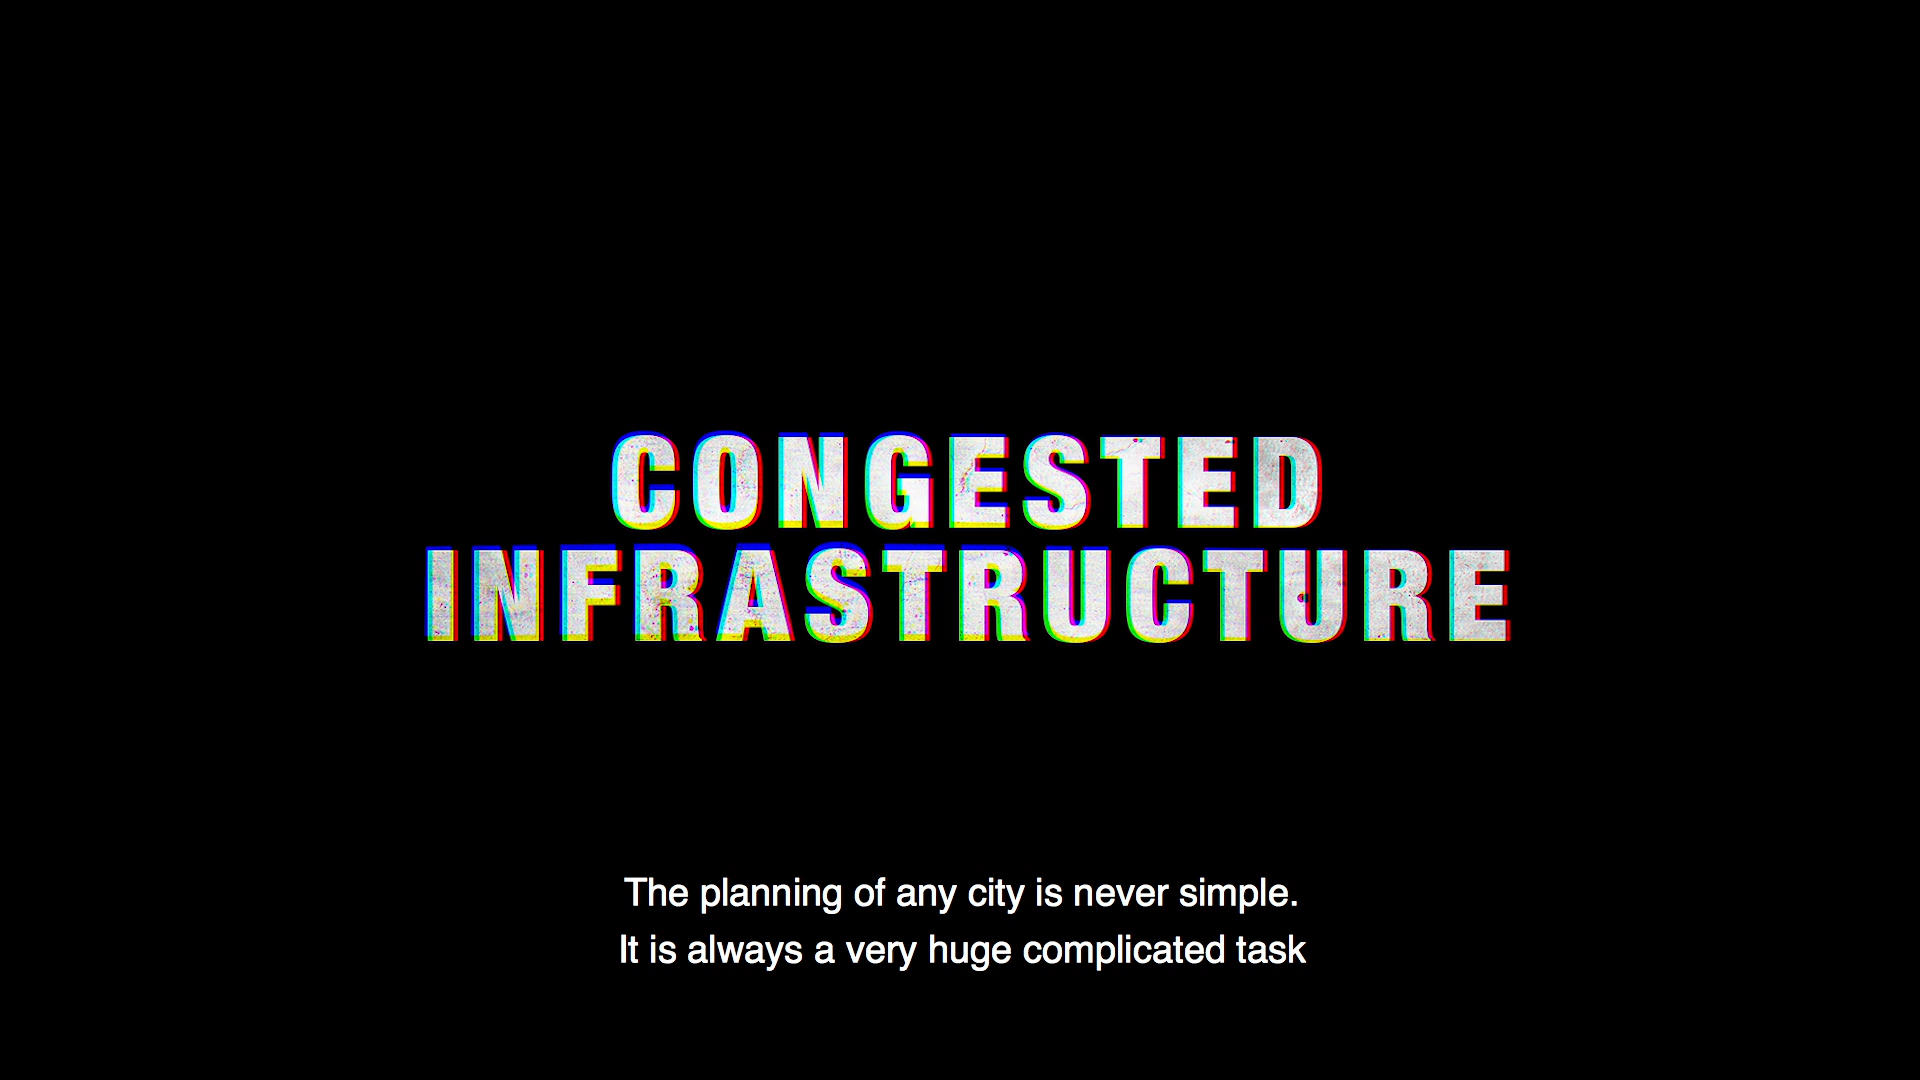 CONGESTED
INFRASTRUCTURE
The planning of any city is never simple.
It is always a very huge complicated task